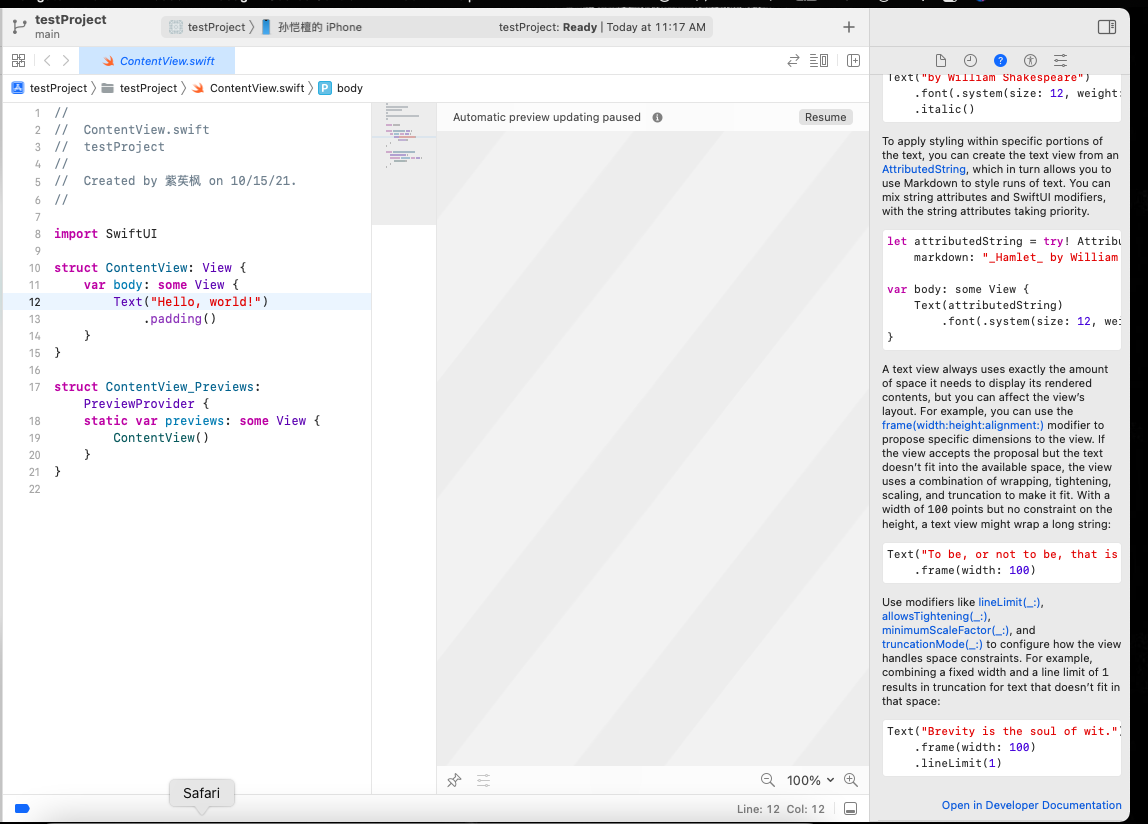 testProject
main
testProject 〉 孙恺檀的 iPhone
testProject: Ready | Today at 11:17 AM
ContentView.swift
testProject 〉 testProject 〉 ContentView.swift 〉 P body
1 //
2 //  ContentView.swift
3 //  testProject
4 //
5 //  Created by 紫英枫 on 10/15/21.
6 //
7
8 import SwiftUI
9
10 struct ContentView: View {
11     var body: some View {
12         Text("Hello, world!")
13             .padding()
14     }
15 }
16
17 struct ContentView_Previews:
PreviewProvider {
18     static var previews: some View {
19         ContentView()
20     }
21 }
22
Automatic preview updating paused
Resume
100%
Safari
Line: 12 Col: 12
Text("by William Shakespeare")
.font(.system(size: 12, weight:
.italic()
To apply styling within specific portions of
the text, you can create the text view from an
AttributedString, which in turn allows you to
use Markdown to style runs of text. You can
mix string attributes and SwiftUI modifiers,
with the string attributes taking priority.
let attributedString = try! Attribu
markdown: "_Hamlet_ by William
var body: some View {
Text(attributedString)
.font(.system(size: 12, wei
}
A text view always uses exactly the amount
of space it needs to display its rendered
contents, but you can affect the view’s
layout. For example, you can use the
frame(width:height:alignment:) modifier to
propose specific dimensions to the view. If
the view accepts the proposal but the text
doesn’t fit into the available space, the view
uses a combination of wrapping, tightening,
scaling, and truncation to make it fit. With a
width of 100 points but no constraint on the
height, a text view might wrap a long string:
Text("To be, or not to be, that is
.frame(width: 100)
Use modifiers like lineLimit(_:),
allowsTightening(_:),
minimumScaleFactor(_:), and
truncationMode(_:) to configure how the view
handles space constraints. For example,
combining a fixed width and a line limit of 1
results in truncation for text that doesn’t fit in
that space:
Text("Brevity is the soul of wit.")
.frame(width: 100)
.lineLimit(1)
Open in Developer Documentation